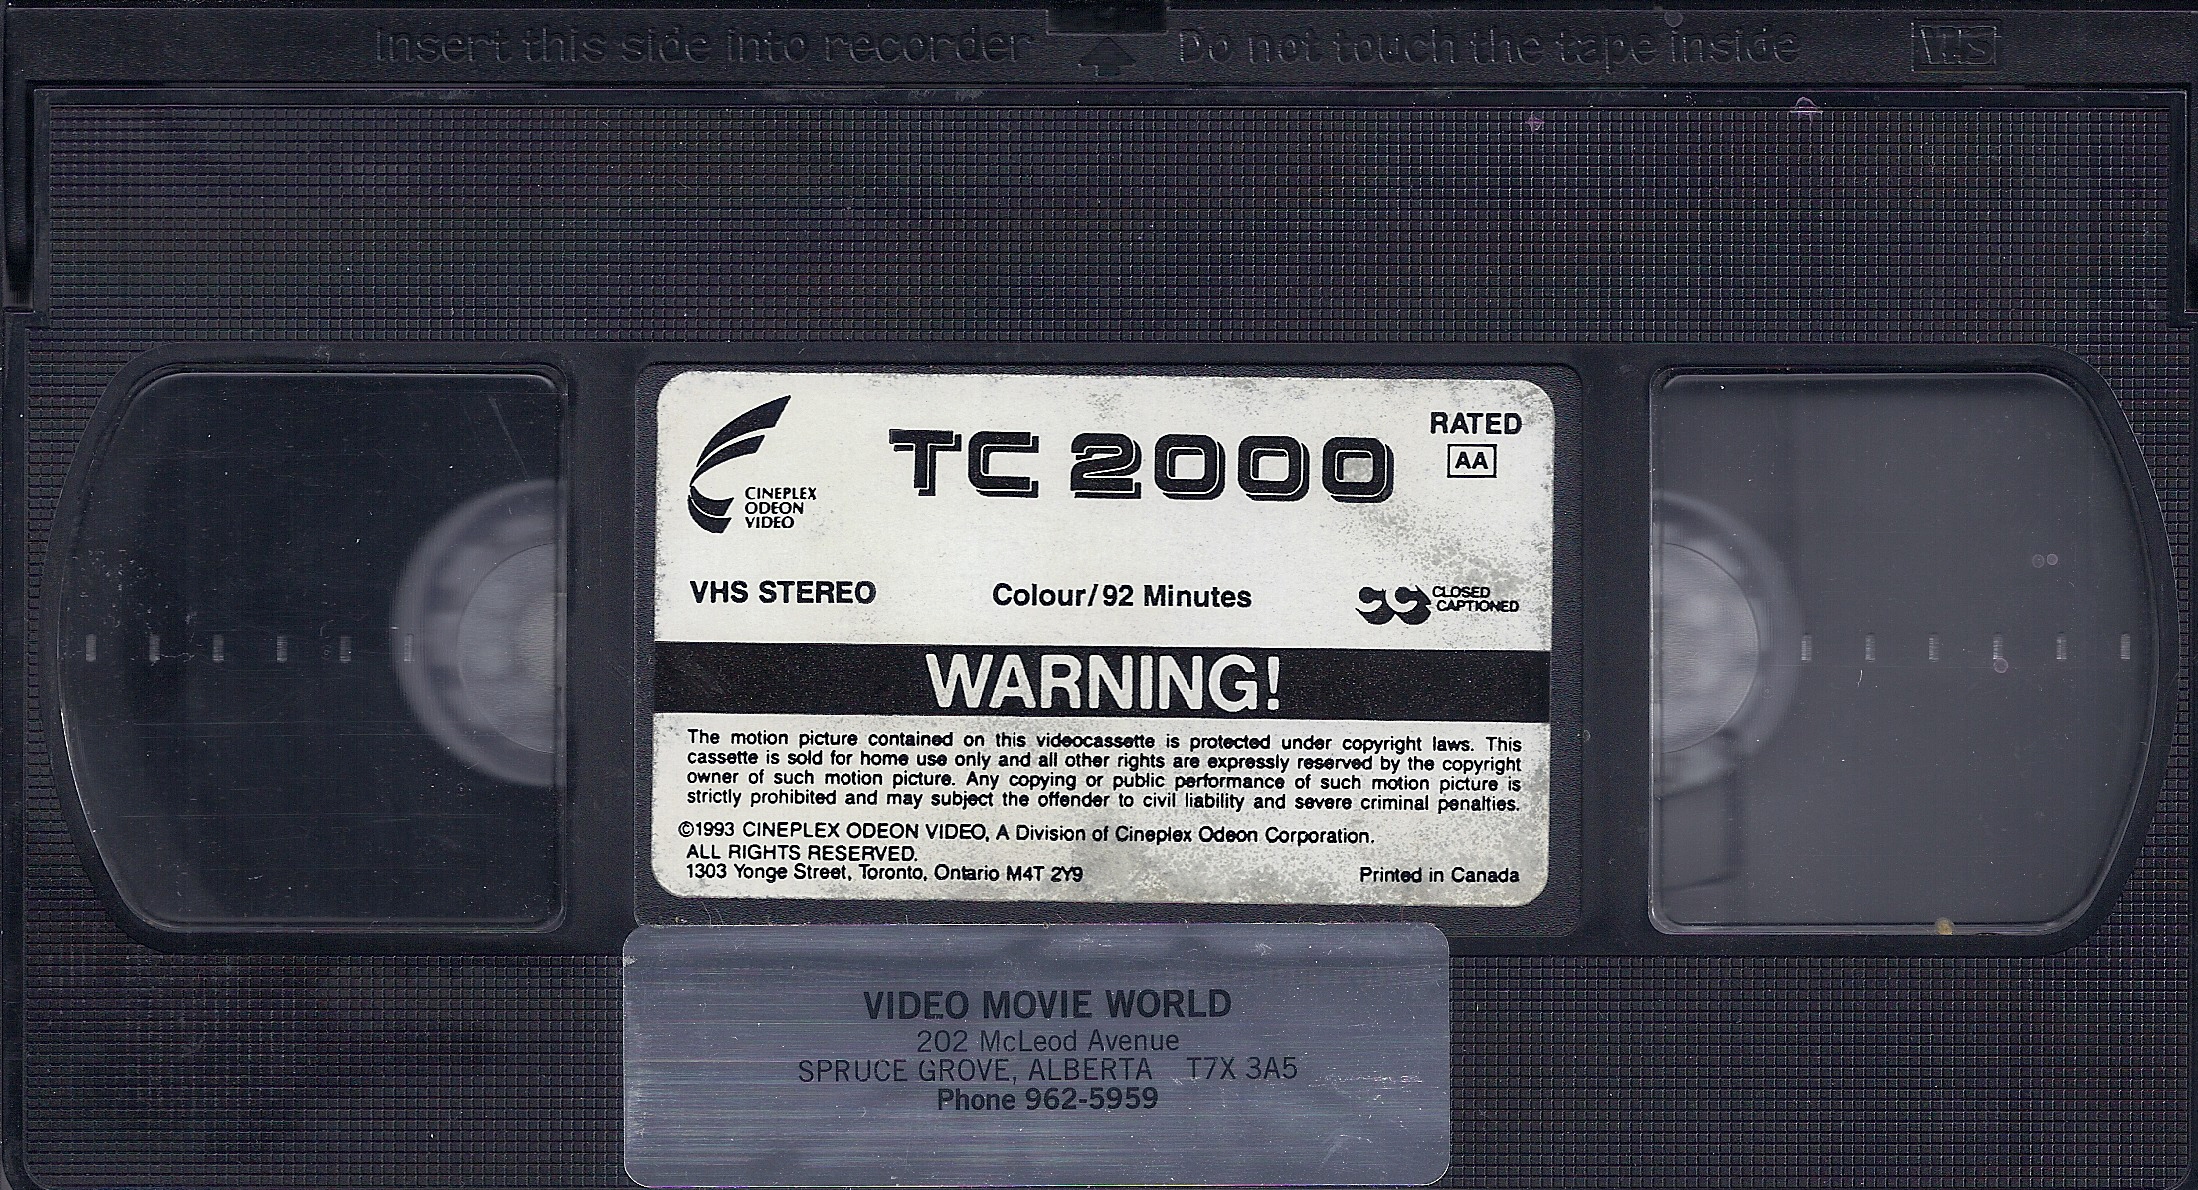 Insert this side into recorder Do not touch the tape inside VHS
CINEPLEX
ODEON
VIDEO
TC 2000
RATED
AA
VHS STEREO Colour/92 Minutes CLOSED
CAPTIONED
WARNING!
The motion picture contained on this videocassette is protected under copyright laws. This
cassette is sold for home use only and all other rights are expressly reserved by the copyright
owner of such motion picture. Any copying or public performance of such motion picture is
strictly prohibited and may subject the offender to civil liability and severe criminal penalties.
©1993 CINEPLEX ODEON VIDEO, A Division of Cineplex Odeon Corporation.
ALL RIGHTS RESERVED.
1303 Yonge Street, Toronto, Ontario M4T 2Y9 Printed in Canada
VIDEO MOVIE WORLD
202 McLeod Avenue
SPRUCE GROVE, ALBERTA T7X 3A5
Phone 962-5959